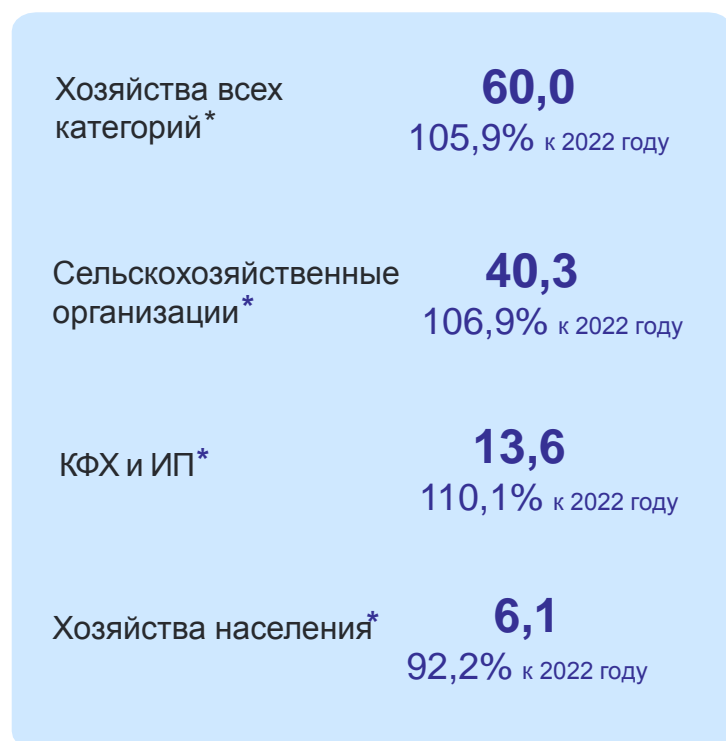 Хозяйства всех
категорий*
60,0
105,9% к 2022 году
Сельскохозяйственные
организации*
40,3
106,9% к 2022 году
КФХ и ИП*
13,6
110,1% к 2022 году
Хозяйства населения*
6,1
92,2% к 2022 году